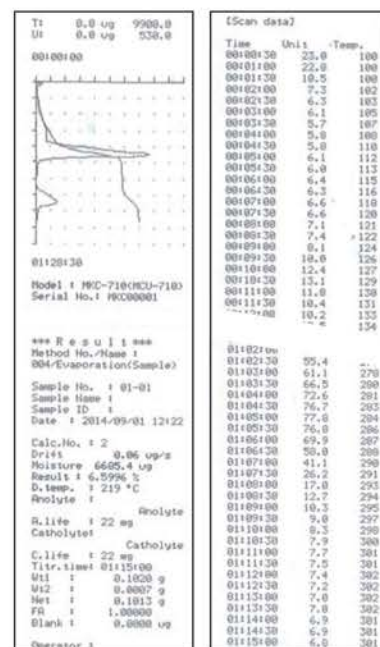 T: 0.0 ug 9900.0
U: 0.0 ug 530.0
00:00:00
01:28:30
Model : MKC-710(MCU-710)
Serial No.: MKC00001
*** R e s u l t ***
Method No./Name :
004/Evaporation(Sample)
Sample No. : 01-01
Sample Name :
Sample ID :
Date : 2014/09/01 12:22
Calc.No. : 2
Drift 0.06 ug/s
Moisture 6685.4 ug
Result : 6.5996 %
D.temp. : 219 °C
Anolyte :
Anolyte
A.life : 22 mg
Catholyte:
Catholyte
C.life : 22 mg
Titr.time: 01:15:00
Wt1 : 0.1020 g
Wt2 : 0.0007 g
Net : 0.1013 g
FA : 1.00000
Blank : 0.0000 ug
Operator :
[Scan data]
Time Unit Temp.
00:00:30 23.0 100
00:01:00 22.0 100
00:01:30 10.5 100
00:02:00 7.3 102
00:02:30 6.3 103
00:03:00 6.1 105
00:03:30 5.7 107
00:04:00 5.8 108
00:04:30 5.8 110
00:05:00 6.1 112
00:05:30 6.0 113
00:06:00 6.4 115
00:06:30 6.3 116
00:07:00 6.6 118
00:07:30 6.6 120
00:08:00 7.1 121
00:08:30 7.4 122
00:09:00 8.1 124
00:09:30 10.0 126
00:10:00 12.4 127
00:10:30 13.1 129
00:11:00 11.8 130
00:11:30 10.4 131
10.2 133
134
01:02:00
01:02:30 55.4
01:03:00 61.1 278
01:03:30 66.5 280
01:04:00 72.6 281
01:04:30 76.7 283
01:05:00 77.8 284
01:05:30 76.8 286
01:06:00 69.9 287
01:06:30 58.0 288
01:07:00 41.1 290
01:07:30 26.2 291
01:08:00 17.0 293
01:08:30 12.7 294
01:09:00 10.3 295
01:09:30 9.0 297
01:10:00 8.3 298
01:10:30 7.9 300
01:11:00 7.7 301
01:11:30 7.5 301
01:12:00 7.4 302
01:12:30 7.2 302
01:13:00 7.0 302
01:13:30 7.0 302
01:14:00 6.9 301
01:14:30 6.9 301
01:15:00 6.8 301